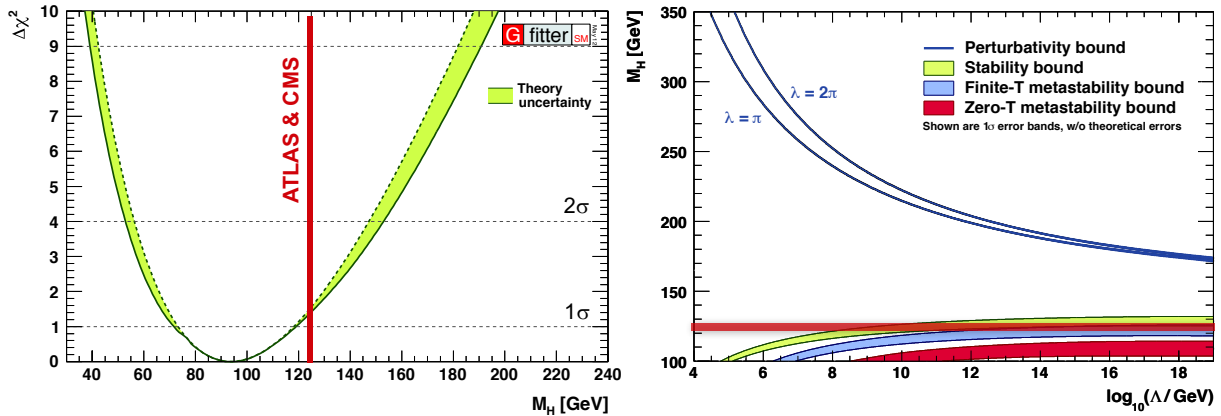 Δχ²
10
9
8
7
6
5
4
3
2
1
0
G fitter SM
Theory
uncertainty
ATLAS & CMS
2σ
1σ
40 60 80 100 120 140 160 180 200 220 240
M_H [GeV]
M_H [GeV]
350
300
250
200
150
100
Perturbativity bound
Stability bound
Finite-T metastability bound
Zero-T metastability bound
Shown are 1σ error bands, w/o theoretical errors
λ = 2π
λ = π
4 6 8 10 12 14 16 18
log₁₀(Λ / GeV)